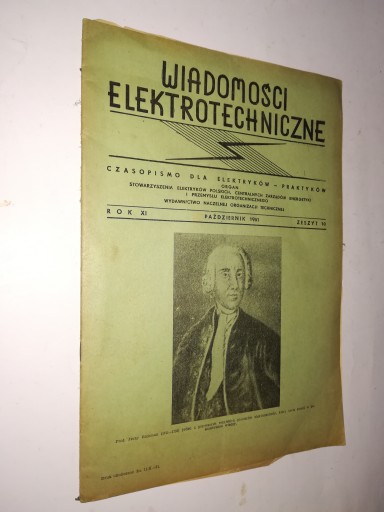 WIADOMOŚCI
ELEKTROTECHNICZNE
CZASOPISMO DLA ELEKTRYKÓW - PRAKTYKÓW
ORGAN
STOWARZYSZENIA ELEKTRYKÓW POLSKICH, CENTRALNYCH ZARZĄDÓW ENERGETYKI
I PRZEMYSŁU ELEKTROTECHNICZNEGO
WYDAWNICTWO NACZELNEJ ORGANIZACJI TECHNICZNEJ
ROK XI PAŹDZIERNIK 1951 ZESZYT 10